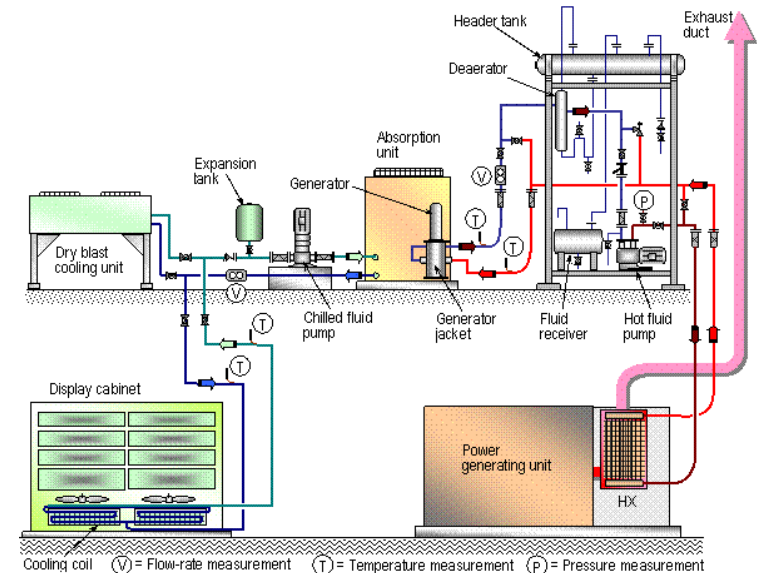 Header tank
Exhaust
duct
Deaerator
Absorption
unit
Expansion
tank
Generator
V
T
P
T
Dry blast
cooling unit
V
Chilled fluid
pump
Generator
jacket
Fluid
receiver
Hot fluid
pump
T
T
Display cabinet
Power
generating unit
HX
Cooling coil
V = Flow-rate measurement
T = Temperature measurement
P = Pressure measurement